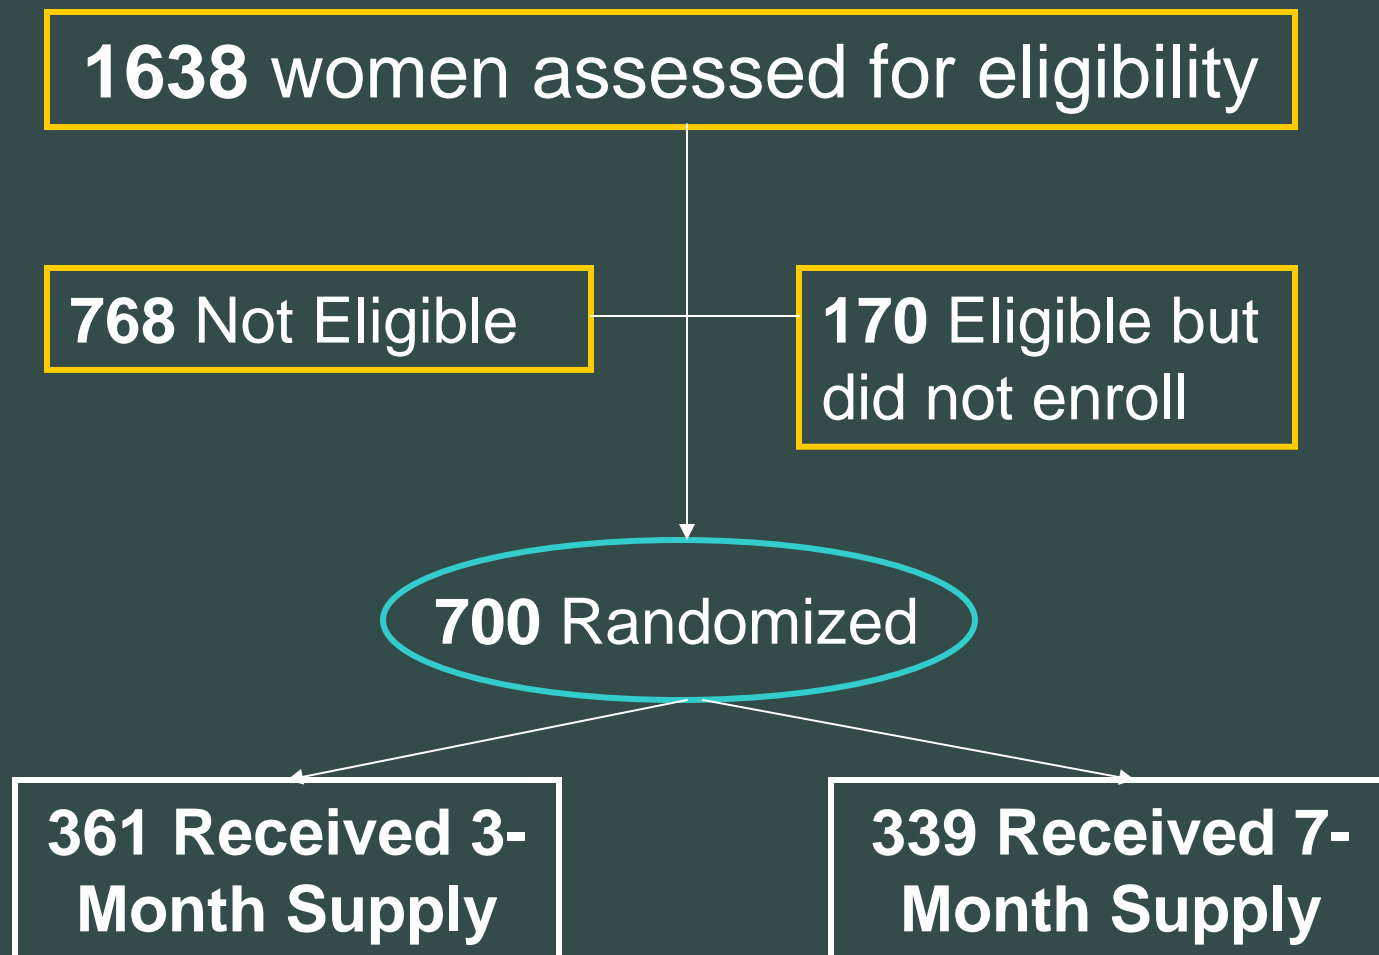 1638 women assessed for eligibility
768 Not Eligible
170 Eligible but
did not enroll
700 Randomized
361 Received 3-
Month Supply
339 Received 7-
Month Supply